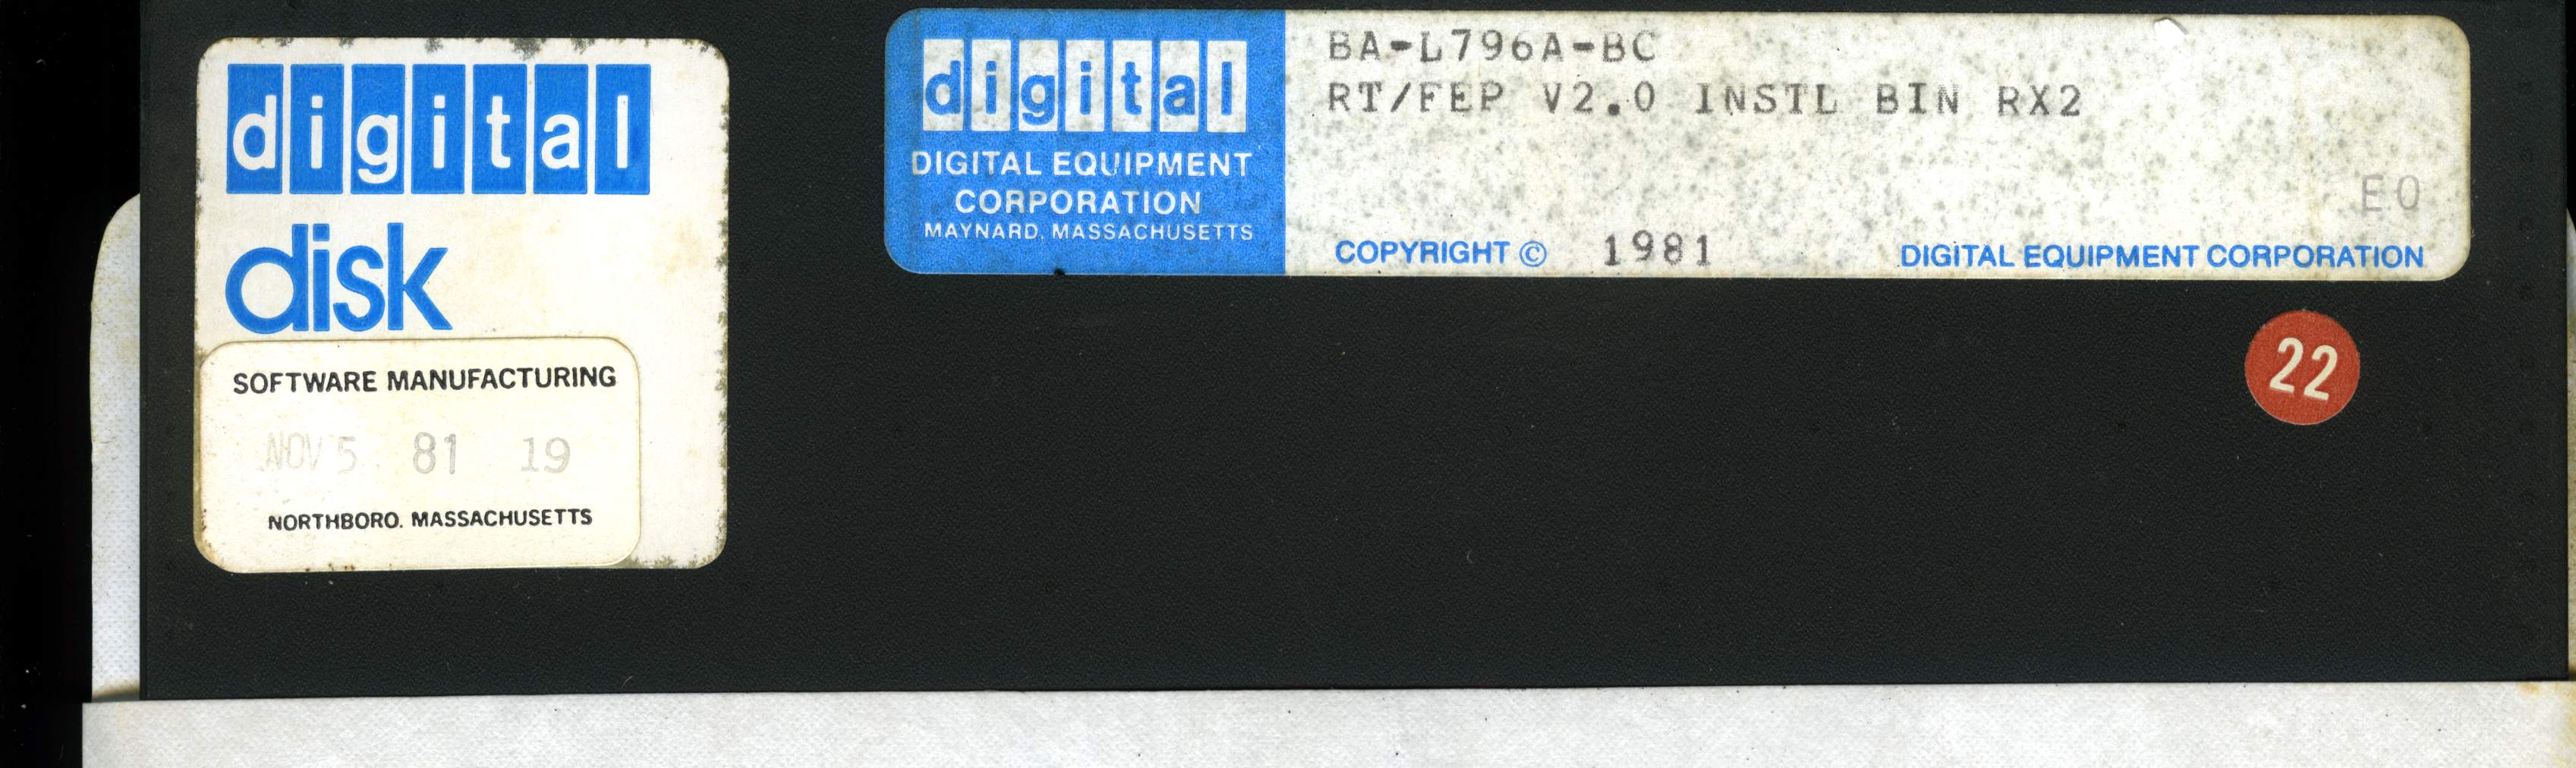 digital
disk
SOFTWARE MANUFACTURING
NOV 5 81 19
NORTHBORO. MASSACHUSETTS
digital
DIGITAL EQUIPMENT
CORPORATION
MAYNARD, MASSACHUSETTS
BA-L796A-BC
RT/FEP V2.0 INSTL BIN RX2
E0
COPYRIGHT © 1981 DIGITAL EQUIPMENT CORPORATION
22